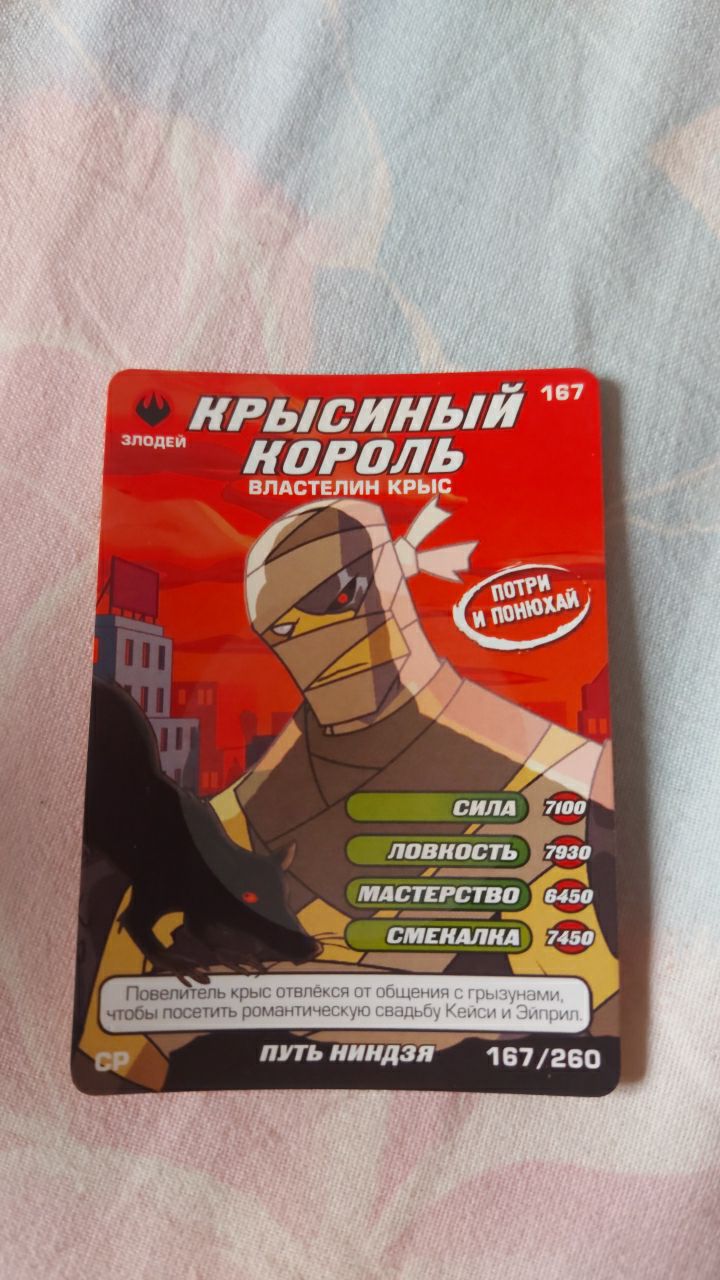 КРЫСИНЫЙ
КОРОЛЬ
167
ЗЛОДЕЙ
ВЛАСТЕЛИН КРЫС
ПОТРИ
И ПОНЮХАЙ
СИЛА 7100
ЛОВКОСТЬ 7930
МАСТЕРСТВО 6450
СМЕКАЛКА 7450
Повелитель крыс отвлёкся от общения с грызунами,
чтобы посетить романтическую свадьбу Кейси и Эйприл.
СР ПУТЬ НИНДЗЯ 167/260